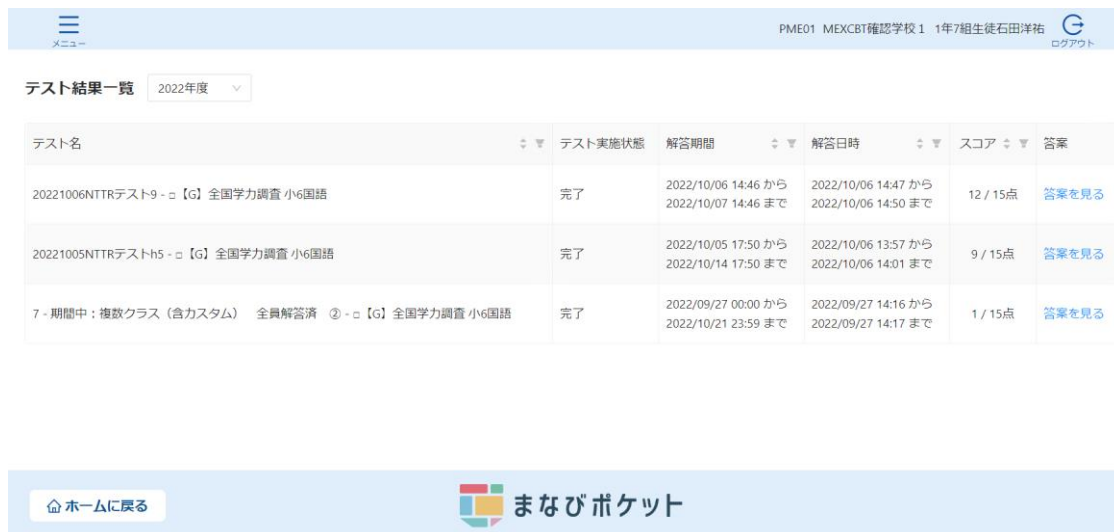 メニュー
PME01 MEXCBT確認学校1 1年7組生徒石田洋祐
ログアウト
テスト結果一覧 2022年度
テスト名 テスト実施状態 解答期間 解答日時 スコア 答案
20221006NTTRテスト9 - □【G】全国学力調査 小6国語 完了 2022/10/06 14:46 から 2022/10/06 14:47 から 12 / 15点 答案を見る
2022/10/07 14:46 まで 2022/10/06 14:50 まで
20221005NTTRテストh5 - □【G】全国学力調査 小6国語 完了 2022/10/05 17:50 から 2022/10/06 13:57 から 9 / 15点 答案を見る
2022/10/14 17:50 まで 2022/10/06 14:01 まで
7 - 期間中:複数クラス(含カスタム) 全員解答済 ② - □【G】全国学力調査 小6国語 完了 2022/09/27 00:00 から 2022/09/27 14:16 から 1 / 15点 答案を見る
2022/10/21 23:59 まで 2022/09/27 14:17 まで
ホームに戻る
まなびポケット